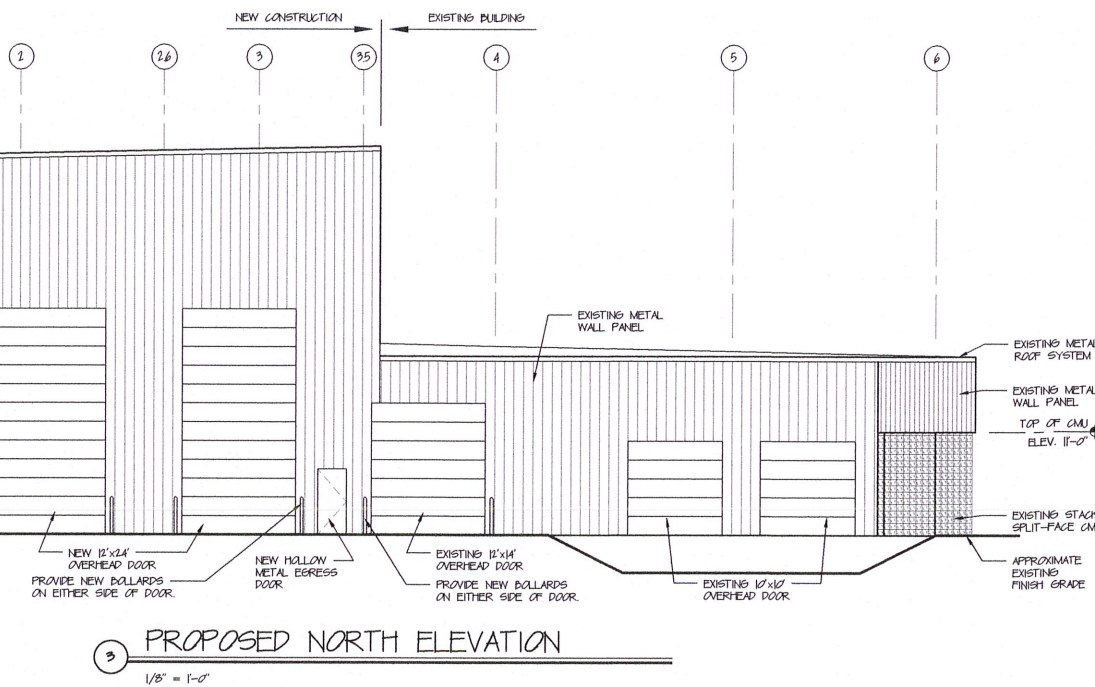 NEW CONSTRUCTION
EXISTING BUILDING
2
2.6
3
3.5
4
5
6
EXISTING METAL
WALL PANEL
EXISTING METAL
ROOF SYSTEM
EXISTING METAL
WALL PANEL
TOP OF CMU
ELEV. 11'-0"
EXISTING STACK
SPLIT-FACE CM
APPROXIMATE
EXISTING
FINISH GRADE
NEW 12'x24'
OVERHEAD DOOR
PROVIDE NEW BOLLARDS
ON EITHER SIDE OF DOOR.
NEW HOLLOW
METAL EGRESS
DOOR
EXISTING 12'x14'
OVERHEAD DOOR
PROVIDE NEW BOLLARDS
ON EITHER SIDE OF DOOR.
EXISTING 10'x10'
OVERHEAD DOOR
3
PROPOSED NORTH ELEVATION
1/8" = 1'-0"